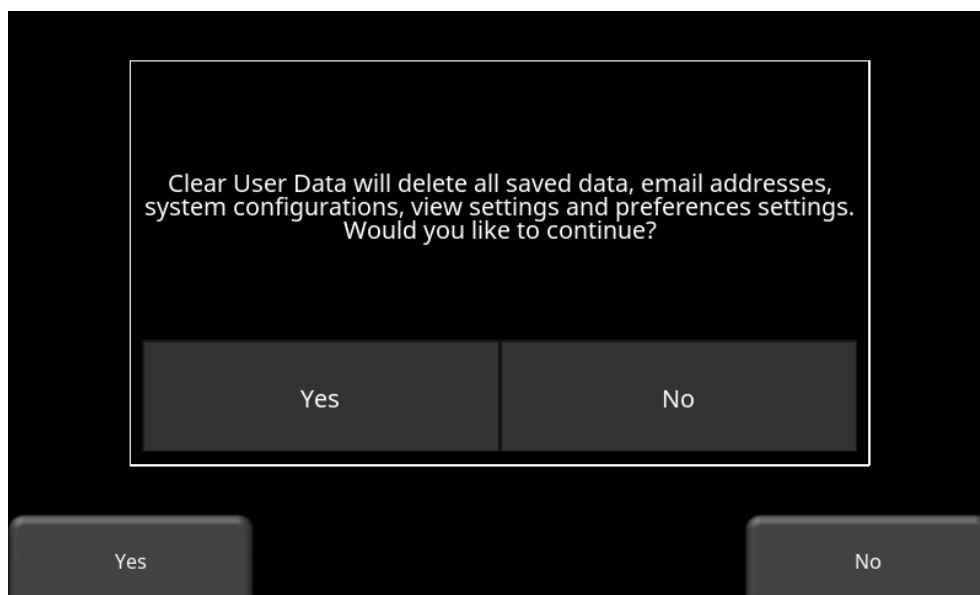 Clear User Data will delete all saved data, email addresses,
system configurations, view settings and preferences settings.
Would you like to continue?
Yes
No
Yes
No